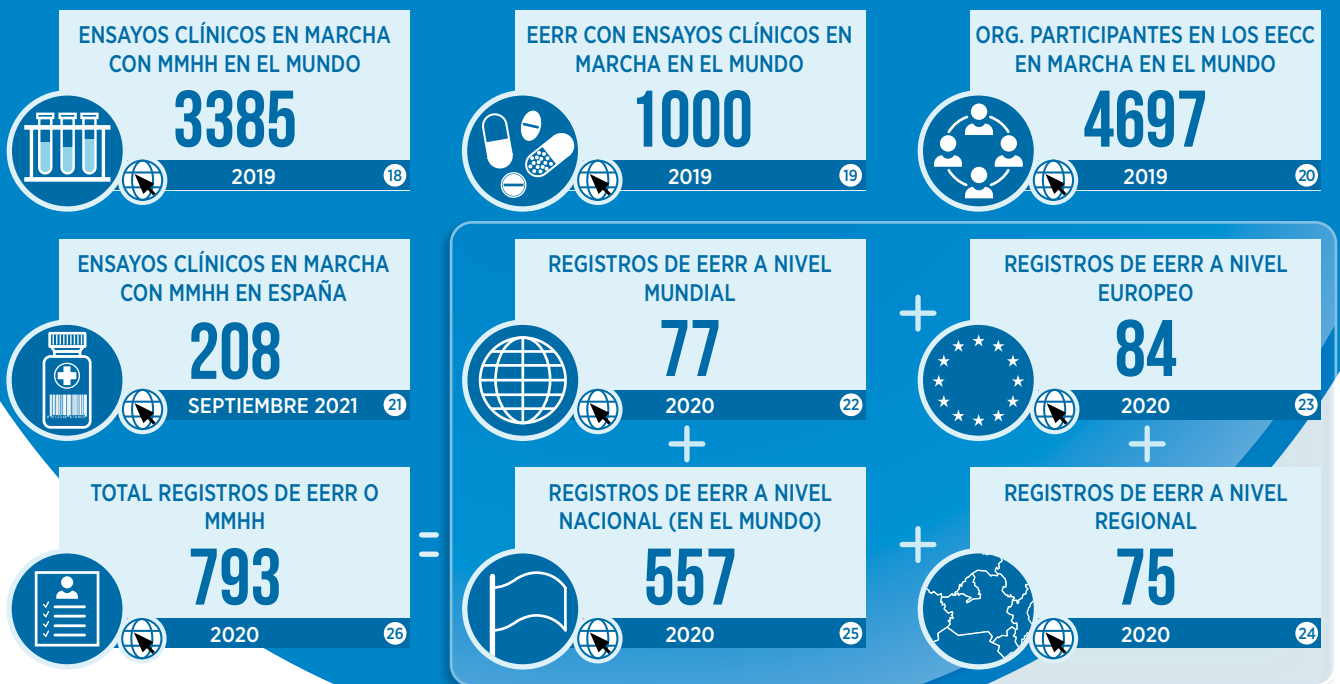 ENSAYOS CLÍNICOS EN MARCHA
CON MMHH EN EL MUNDO
3385
2019
18
EERR CON ENSAYOS CLÍNICOS EN
MARCHA EN EL MUNDO
1000
2019
19
ORG. PARTICIPANTES EN LOS EECC
EN MARCHA EN EL MUNDO
4697
2019
20
ENSAYOS CLÍNICOS EN MARCHA
CON MMHH EN ESPAÑA
208
SEPTIEMBRE 2021
21
REGISTROS DE EERR A NIVEL
MUNDIAL
77
2020
22
+
REGISTROS DE EERR A NIVEL
EUROPEO
84
2020
23
+
+
TOTAL REGISTROS DE EERR O
MMHH
793
2020
26
=
REGISTROS DE EERR A NIVEL
NACIONAL (EN EL MUNDO)
557
2020
25
+
REGISTROS DE EERR A NIVEL
REGIONAL
75
2020
24